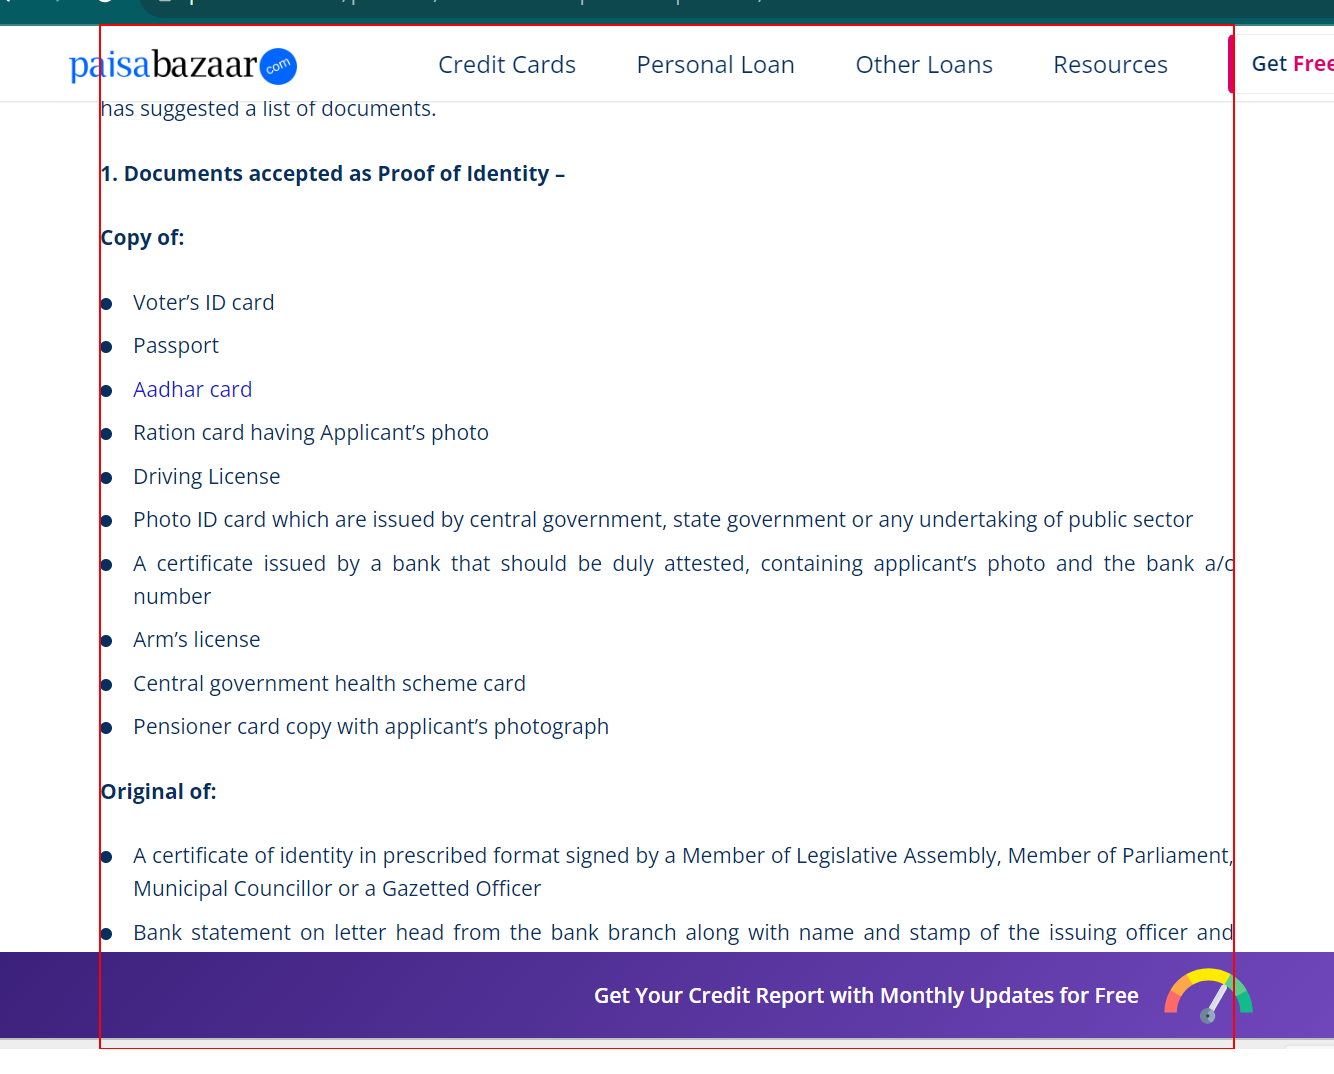 paisabazaar.com
Credit Cards Personal Loan Other Loans Resources Get Free
has suggested a list of documents.
1. Documents accepted as Proof of Identity –
Copy of:
● Voter’s ID card
● Passport
● Aadhar card
● Ration card having Applicant’s photo
● Driving License
● Photo ID card which are issued by central government, state government or any undertaking of public sector
● A certificate issued by a bank that should be duly attested, containing applicant’s photo and the bank a/c
number
● Arm’s license
● Central government health scheme card
● Pensioner card copy with applicant’s photograph
Original of:
● A certificate of identity in prescribed format signed by a Member of Legislative Assembly, Member of Parliament,
Municipal Councillor or a Gazetted Officer
● Bank statement on letter head from the bank branch along with name and stamp of the issuing officer and
Get Your Credit Report with Monthly Updates for Free